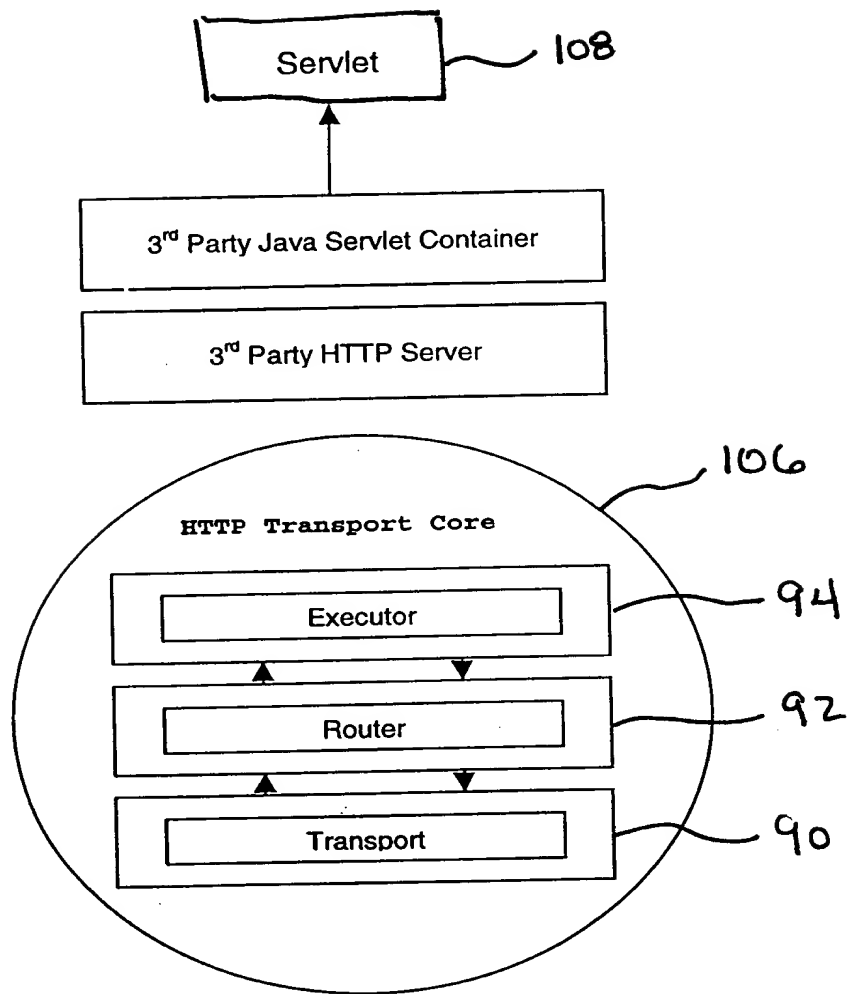 Servlet 108
3rd Party Java Servlet Container
3rd Party HTTP Server
106
HTTP Transport Core
Executor 94
Router 92
Transport 90